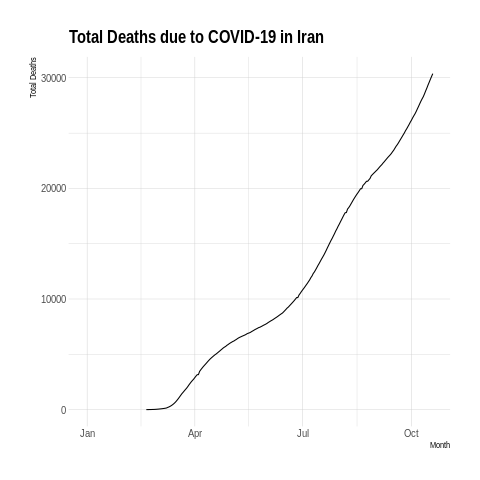 Total Deaths due to COVID-19 in Iran
Total Deaths
30000
20000
10000
0
Jan Apr Jul Oct
Month